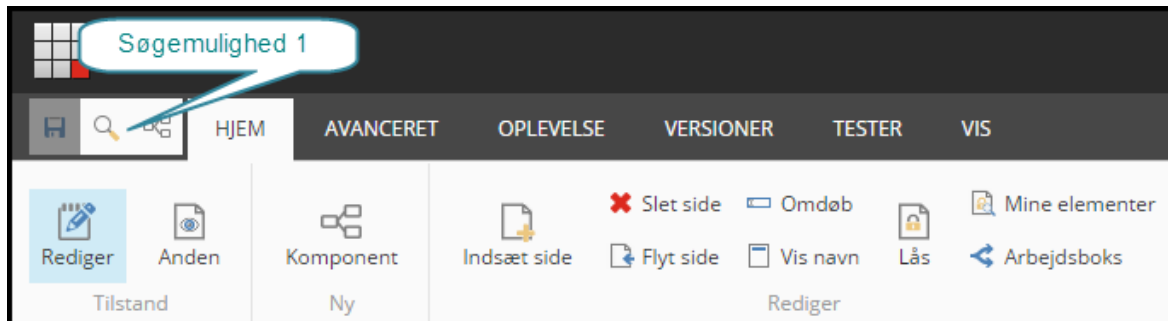 Søgemulighed 1
HJEM AVANCERET OPLEVELSE VERSIONER TESTER VIS
Slet side Omdøb Mine elementer
Rediger Anden Komponent Indsæt side Flyt side Vis navn Lås Arbejdsboks
Tilstand Ny Rediger